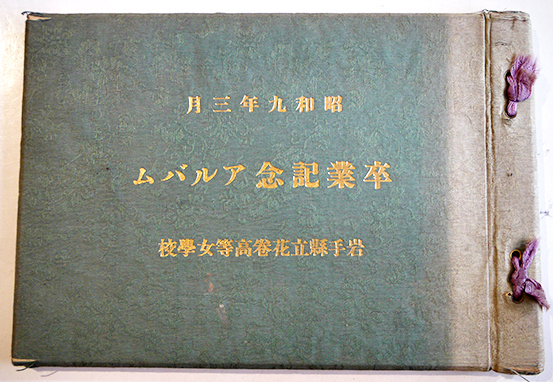 昭和九年三月
卒業記念アルバム
岩手縣立花巻高等女學校